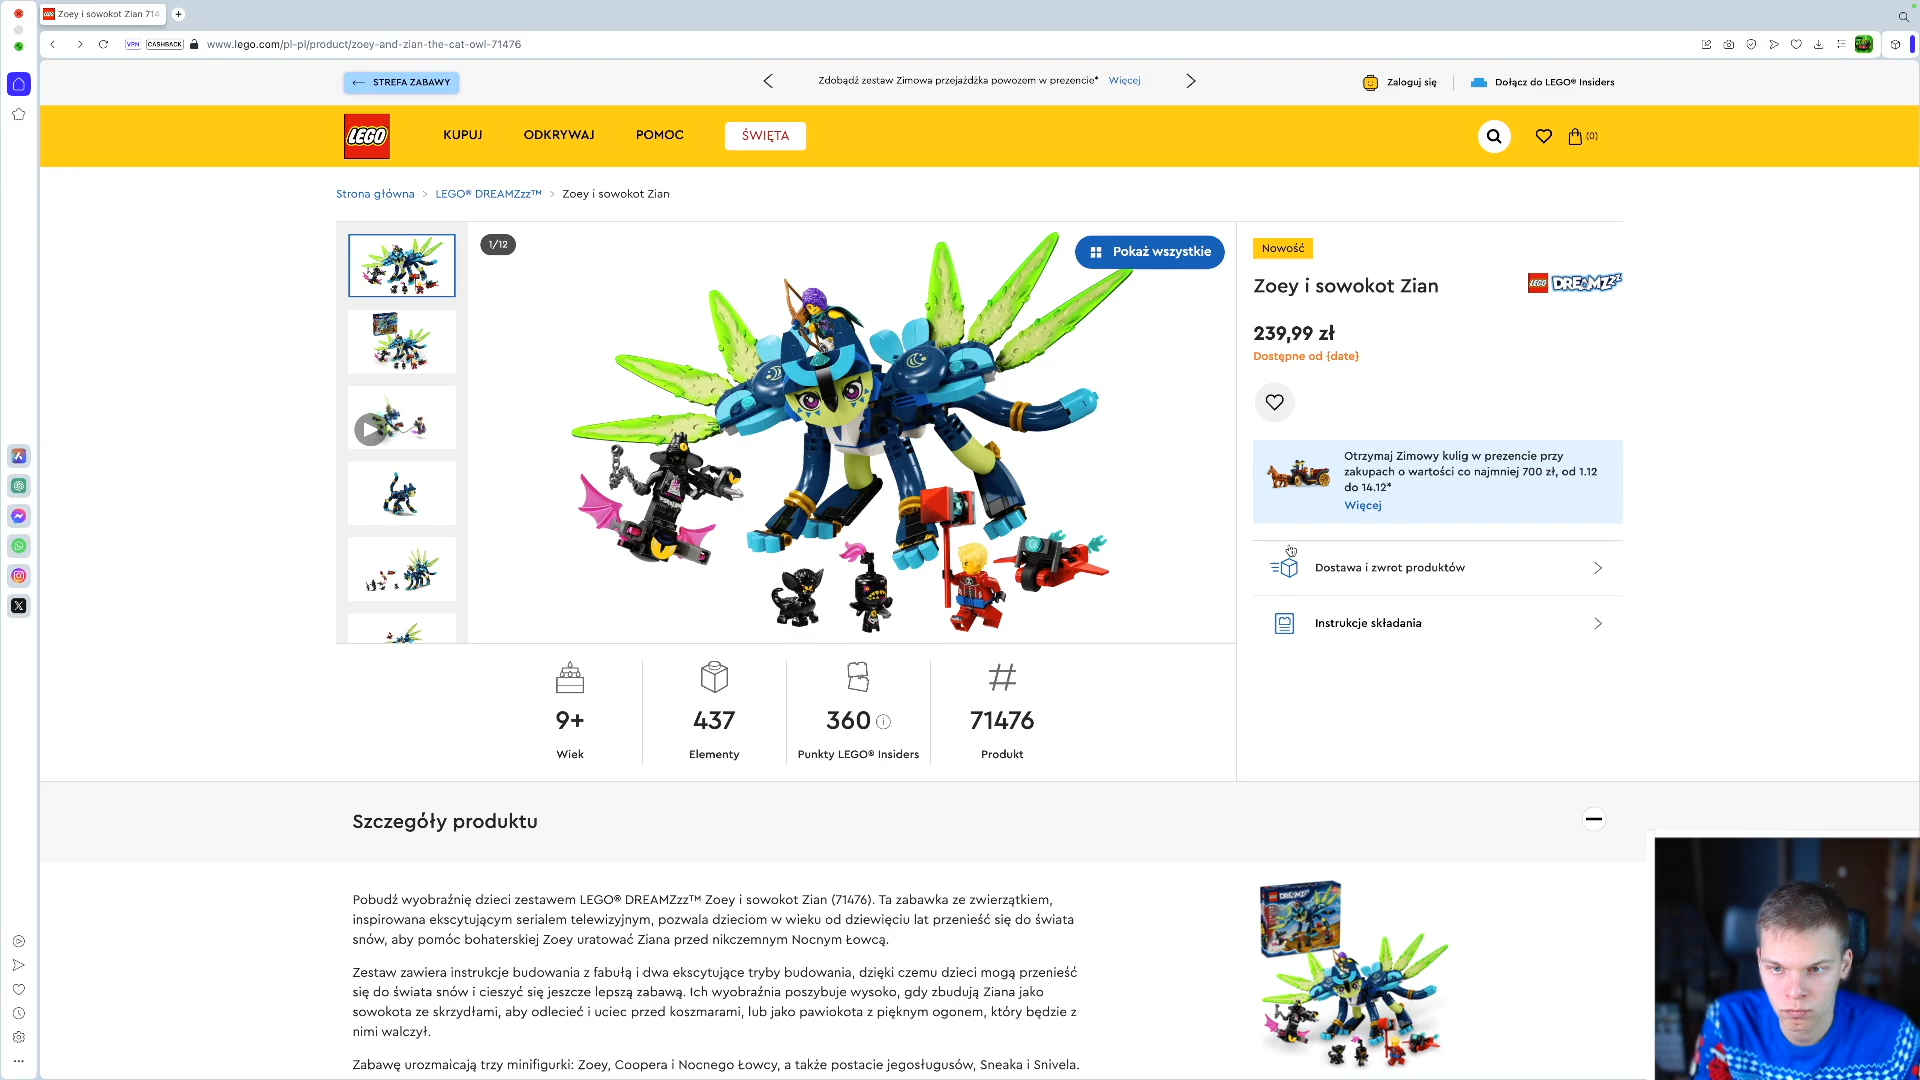 Zoey i sowokot Zian 714
VPN
CASHBACK
www.lego.com/pl-pl/product/zoey-and-zian-the-cat-owl-71476
STREFA ZABAWY
Zdobądź zestaw Zimowa przejażdżka powozem w prezencie* Więcej
Zaloguj się
Dołącz do LEGO® Insiders
LEGO
KUPUJ
ODKRYWAJ
POMOC
ŚWIĘTA
(0)
Strona główna > LEGO® DREAMZzz™ > Zoey i sowokot Zian
1/12
Pokaż wszystkie
Nowość
Zoey i sowokot Zian
LEGO DREAMZzz
239,99 zł
Dostępne od {date}
Otrzymaj Zimowy kulig w prezencie przy
zakupach o wartości co najmniej 700 zł, od 1.12
do 14.12*
Więcej
Dostawa i zwrot produktów
Instrukcje składania
9+
Wiek
437
Elementy
360
Punkty LEGO® Insiders
71476
Produkt
Szczegóły produktu
Pobudź wyobraźnię dzieci zestawem LEGO® DREAMZzz™ Zoey i sowokot Zian (71476). Ta zabawka ze zwierzątkiem,
inspirowana ekscytującym serialem telewizyjnym, pozwala dzieciom w wieku od dziewięciu lat przenieść się do świata
snów, aby pomóc bohaterskiej Zoey uratować Ziana przed nikczemnym Nocnym Łowcą.
Zestaw zawiera instrukcje budowania z fabułą i dwa ekscytujące tryby budowania, dzięki czemu dzieci mogą przenieść
się do świata snów i cieszyć się jeszcze lepszą zabawą. Ich wyobraźnia poszybuje wysoko, gdy zbudują Ziana jako
sowokota ze skrzydłami, aby odlecieć i uciec przed koszmarami, lub jako pawiokota z pięknym ogonem, który będzie z
nimi walczył.
Zabawę urozmaicają trzy minifigurki: Zoey, Coopera i Nocnego Łowcy, a także postacie jegosługusów, Sneaka i Snivela.